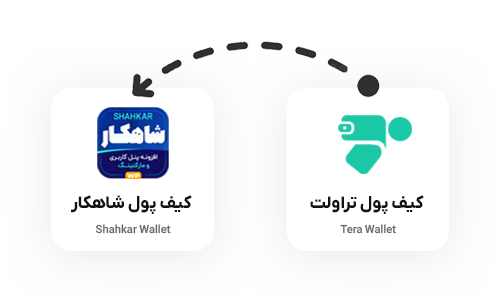 SHAHKAR
شاهکار
افزونه پنل کاربری
و مارکتینگ
WP
کیف پول شاهکار
Shahkar Wallet
کیف پول تراولت
Tera Wallet